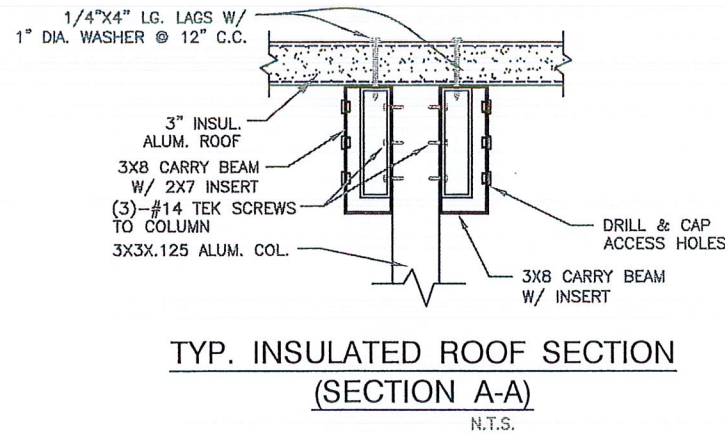 1/4"X4" LG. LAGS W/
1" DIA. WASHER @ 12" C.C.
3" INSUL.
ALUM. ROOF
3X8 CARRY BEAM
W/ 2X7 INSERT
(3)-#14 TEK SCREWS
TO COLUMN
3X3X.125 ALUM. COL.
DRILL & CAP
ACCESS HOLES
3X8 CARRY BEAM
W/ INSERT
TYP. INSULATED ROOF SECTION
(SECTION A-A)
N.T.S.